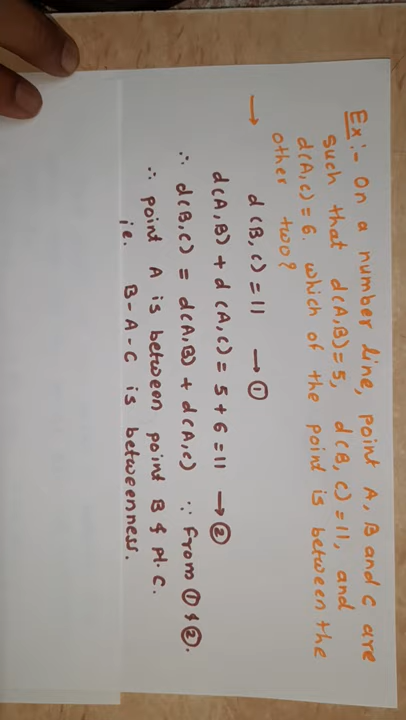 Ex:- On a number line, point A, B and C are
such that d(A,B)=5, d(B,C)=11, and
d(A,C)=6. which of the point is between the
other two?
→ d(B,C)=11 → ①
d(A,B) + d(A,C) = 5+6=11 → ②
∴ d(B,C) = d(A,B) + d(A,C) ∵ From ① & ②.
∴ point A is between point B & pt. C.
ie. B-A-C is betweenness.